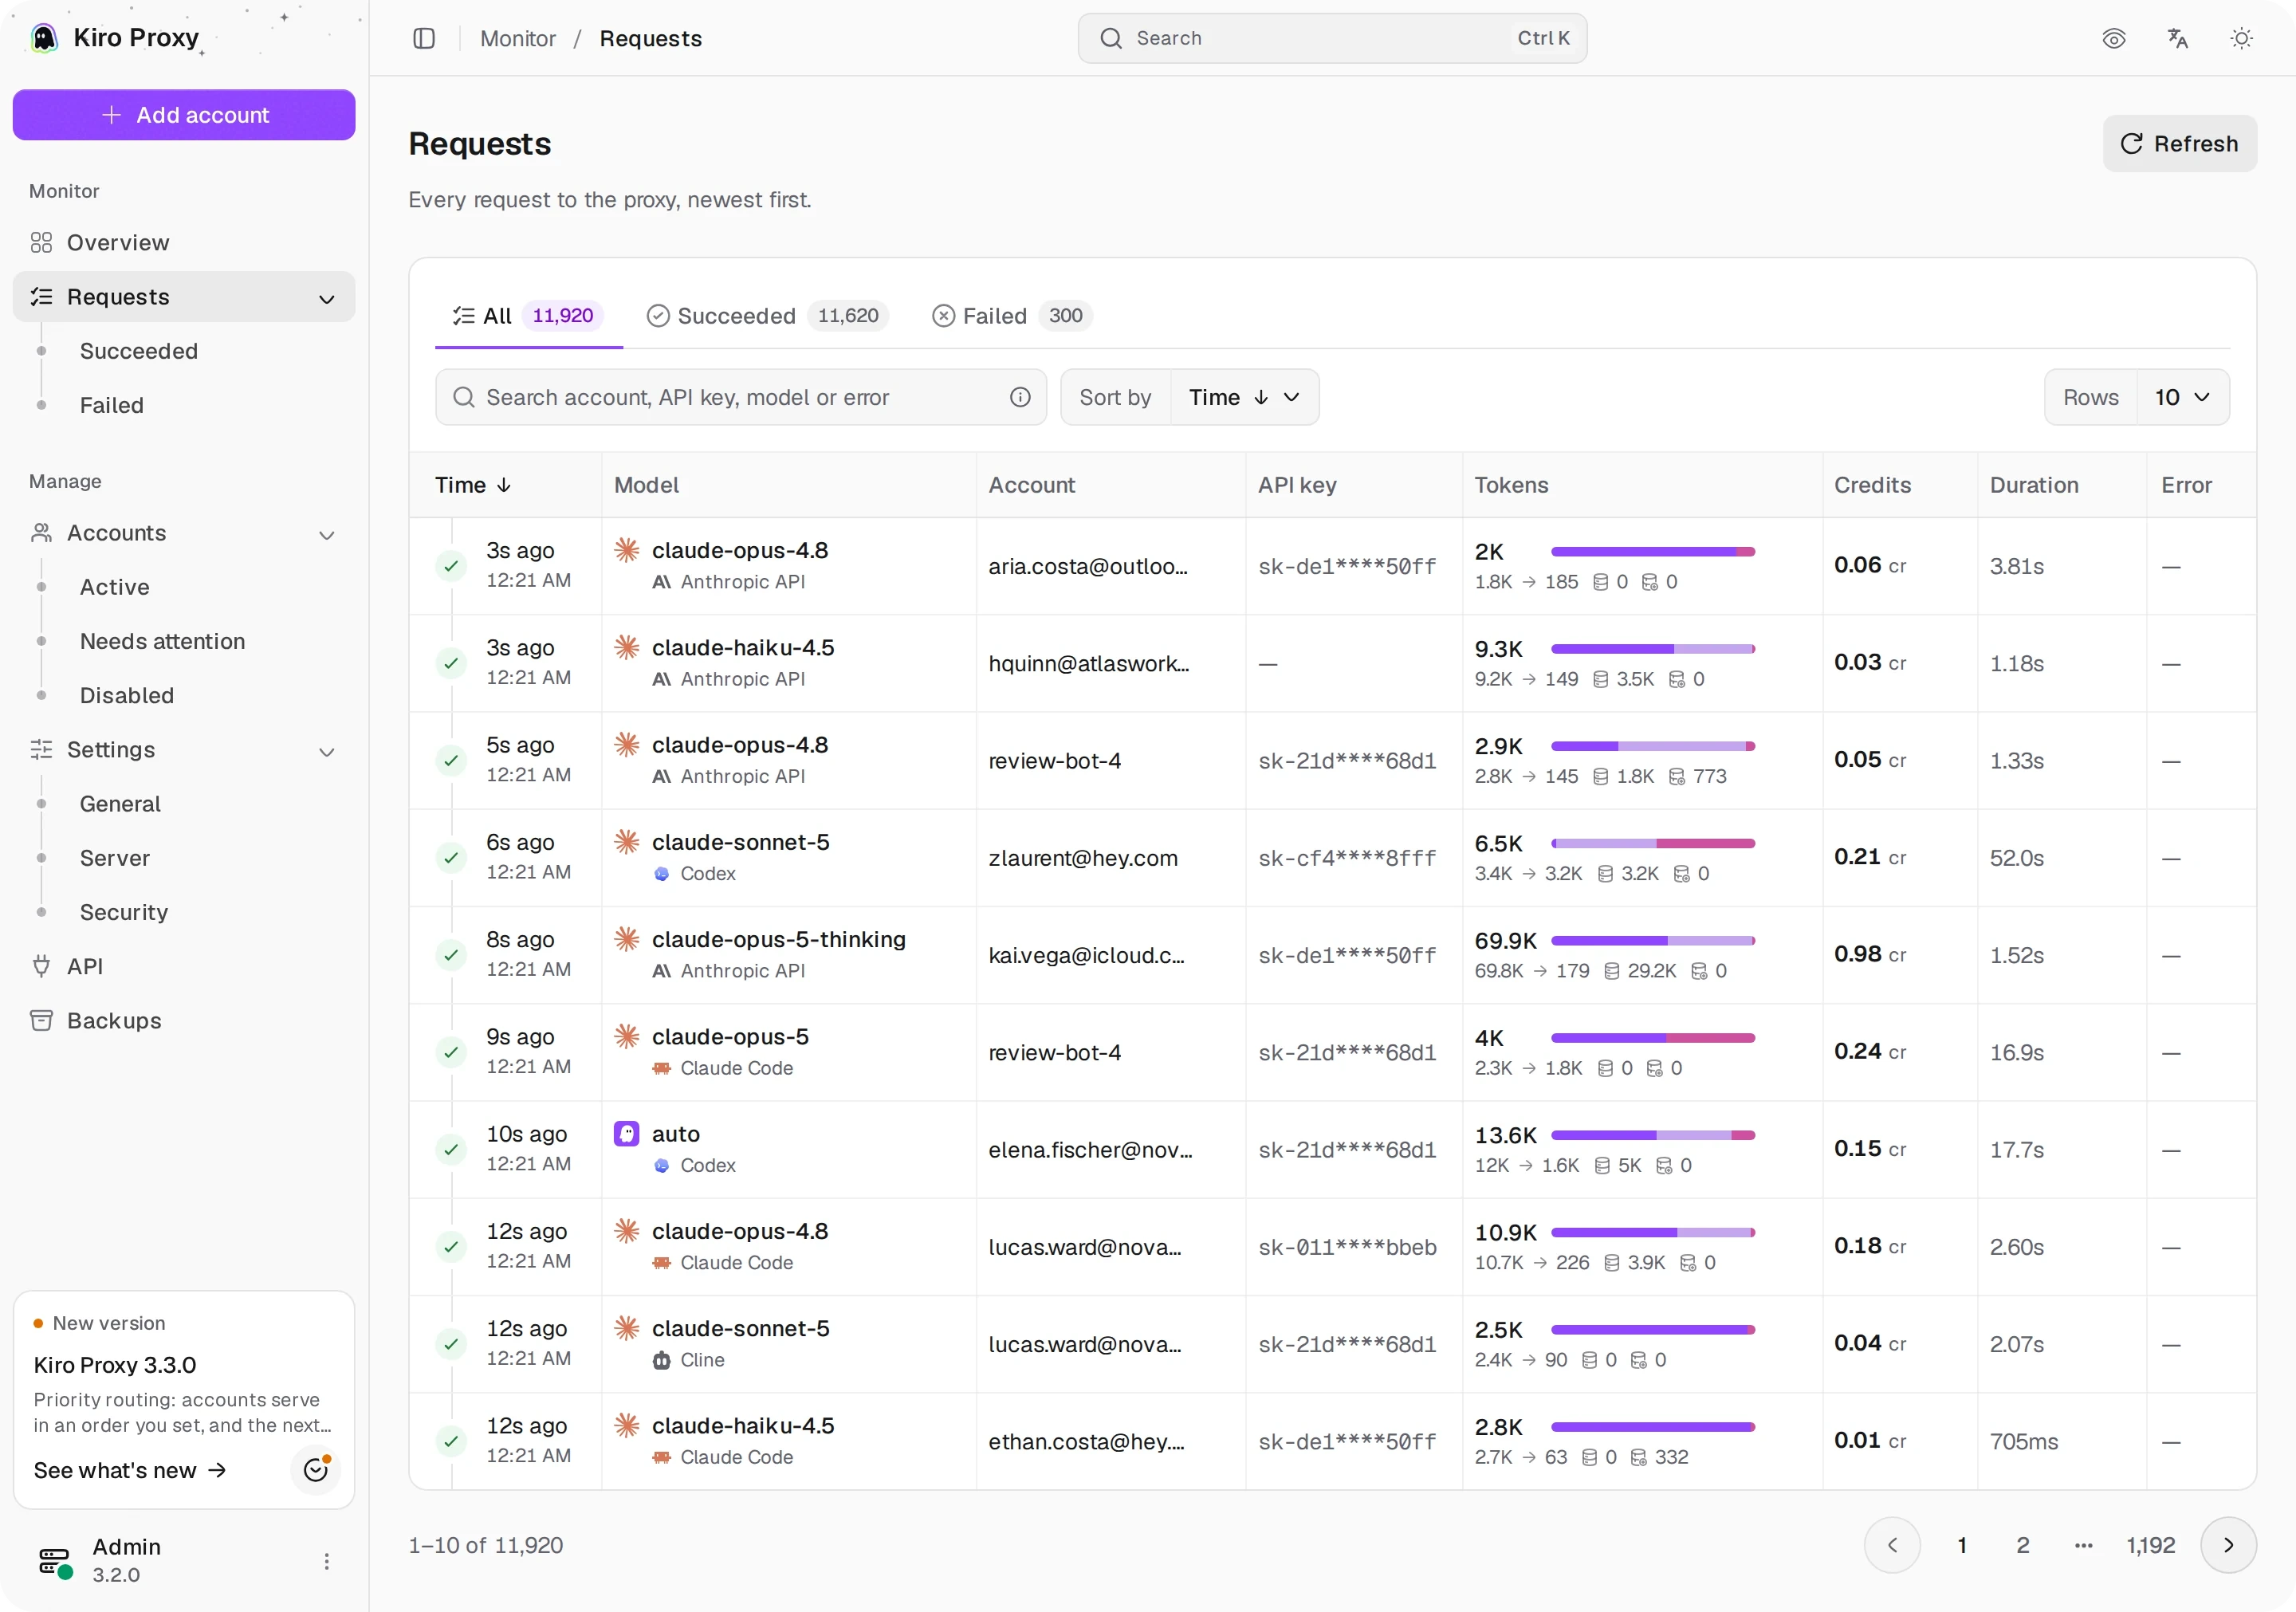 Kiro Proxy
Add account
Monitor
Overview
Requests
Succeeded
Failed
Manage
Accounts
Active
Needs attention
Disabled
Settings
General
Server
Security
API
Backups
New version
Kiro Proxy 3.3.0
Priority routing: accounts serve
in an order you set, and the next...
See what's new →
Admin
3.2.0
Monitor / Requests
Search Ctrl K
Requests
Refresh
Every request to the proxy, newest first.
All 11,920 Succeeded 11,620 Failed 300
Search account, API key, model or error Sort by Time ↓ Rows 10
Time ↓ Model Account API key Tokens Credits Duration Error
3s ago claude-opus-4.8 2K
aria.costa@outloo... sk-de1****50ff 0.06 cr 3.81s —
12:21 AM Anthropic API 1.8K → 185 0 0
3s ago claude-haiku-4.5 9.3K
hquinn@atlaswork... — 0.03 cr 1.18s —
12:21 AM Anthropic API 9.2K → 149 3.5K 0
5s ago claude-opus-4.8 2.9K
review-bot-4 sk-21d****68d1 0.05 cr 1.33s —
12:21 AM Anthropic API 2.8K → 145 1.8K 773
6s ago claude-sonnet-5 6.5K
zlaurent@hey.com sk-cf4****8fff 0.21 cr 52.0s —
12:21 AM Codex 3.4K → 3.2K 3.2K 0
8s ago claude-opus-5-thinking 69.9K
kai.vega@icloud.c... sk-de1****50ff 0.98 cr 1.52s —
12:21 AM Anthropic API 69.8K → 179 29.2K 0
9s ago claude-opus-5 4K
review-bot-4 sk-21d****68d1 0.24 cr 16.9s —
12:21 AM Claude Code 2.3K → 1.8K 0 0
10s ago auto 13.6K
elena.fischer@nov... sk-21d****68d1 0.15 cr 17.7s —
12:21 AM Codex 12K → 1.6K 5K 0
12s ago claude-opus-4.8 10.9K
lucas.ward@nova... sk-011****bbeb 0.18 cr 2.60s —
12:21 AM Claude Code 10.7K → 226 3.9K 0
12s ago claude-sonnet-5 2.5K
lucas.ward@nova... sk-21d****68d1 0.04 cr 2.07s —
12:21 AM Cline 2.4K → 90 0 0
12s ago claude-haiku-4.5 2.8K
ethan.costa@hey.... sk-de1****50ff 0.01 cr 705ms —
12:21 AM Claude Code 2.7K → 63 0 332
1–10 of 11,920 1 2 ... 1,192